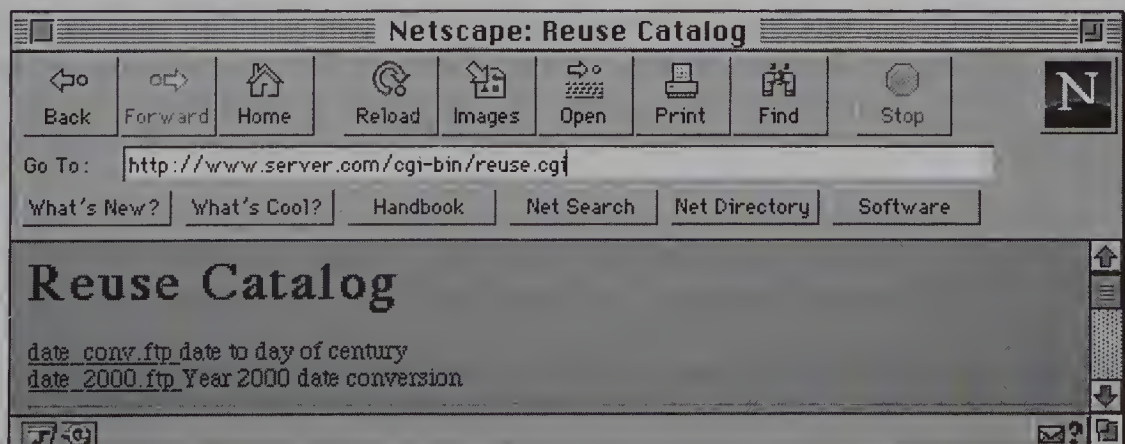 Netscape: Reuse Catalog
Back Forward Home Reload Images Open Print Find Stop N
Go To: http://www.server.com/cgi-bin/reuse.cgi
What's New? What's Cool? Handbook Net Search Net Directory Software
Reuse Catalog
date_conv.ftp date to day of century
date_2000.ftp Year 2000 date conversion